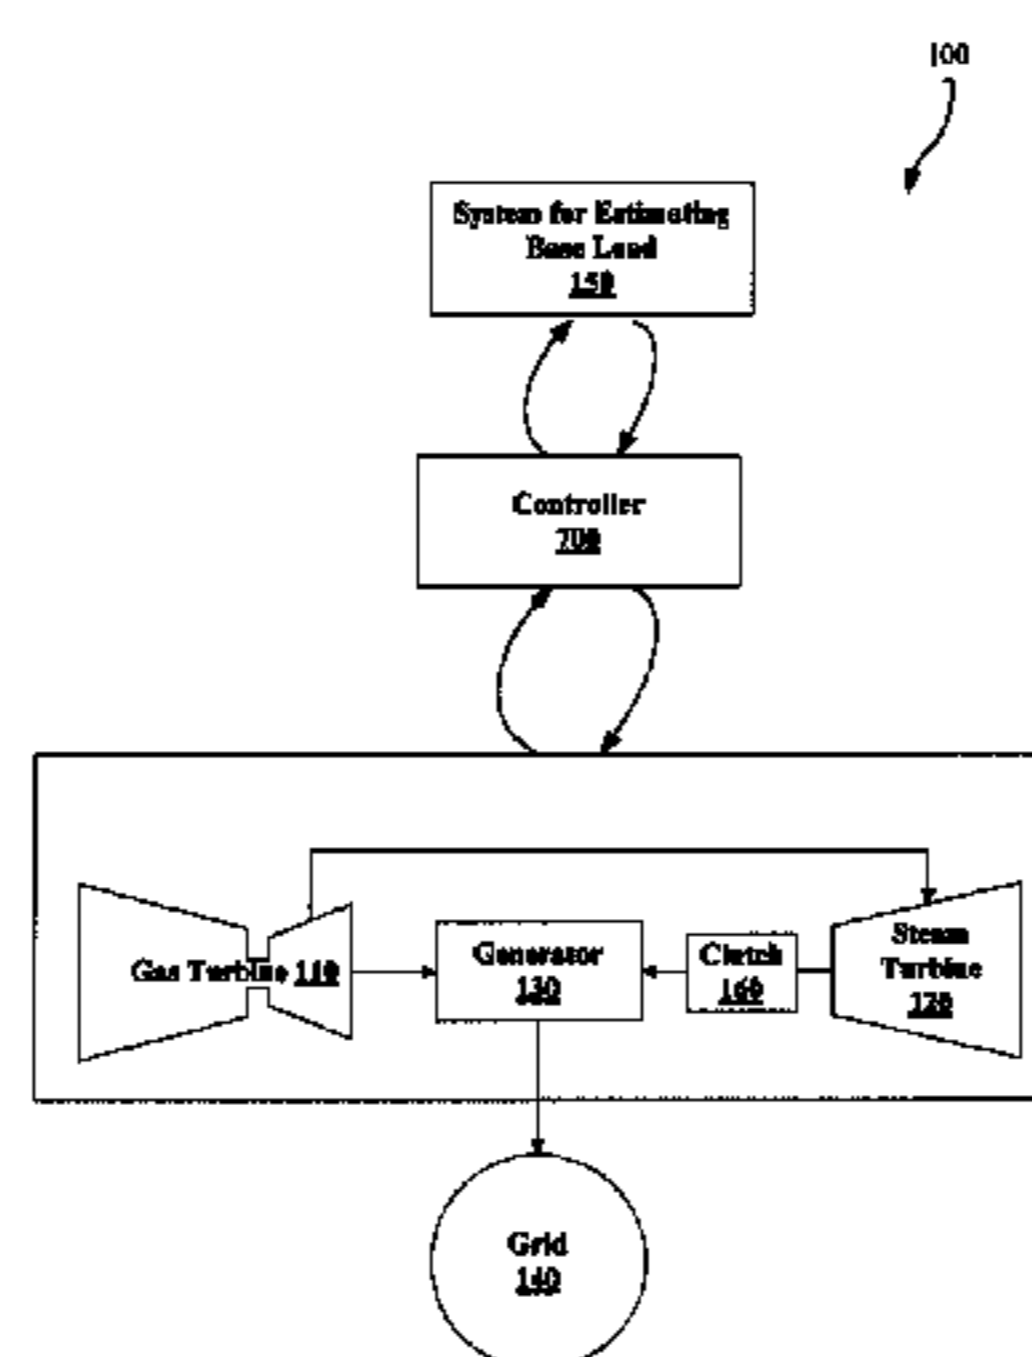 100
System for Estimating
Base Load
150
Controller
700
Gas Turbine 110
Generator
130
Clutch
160
Steam
Turbine
120
Grid
140